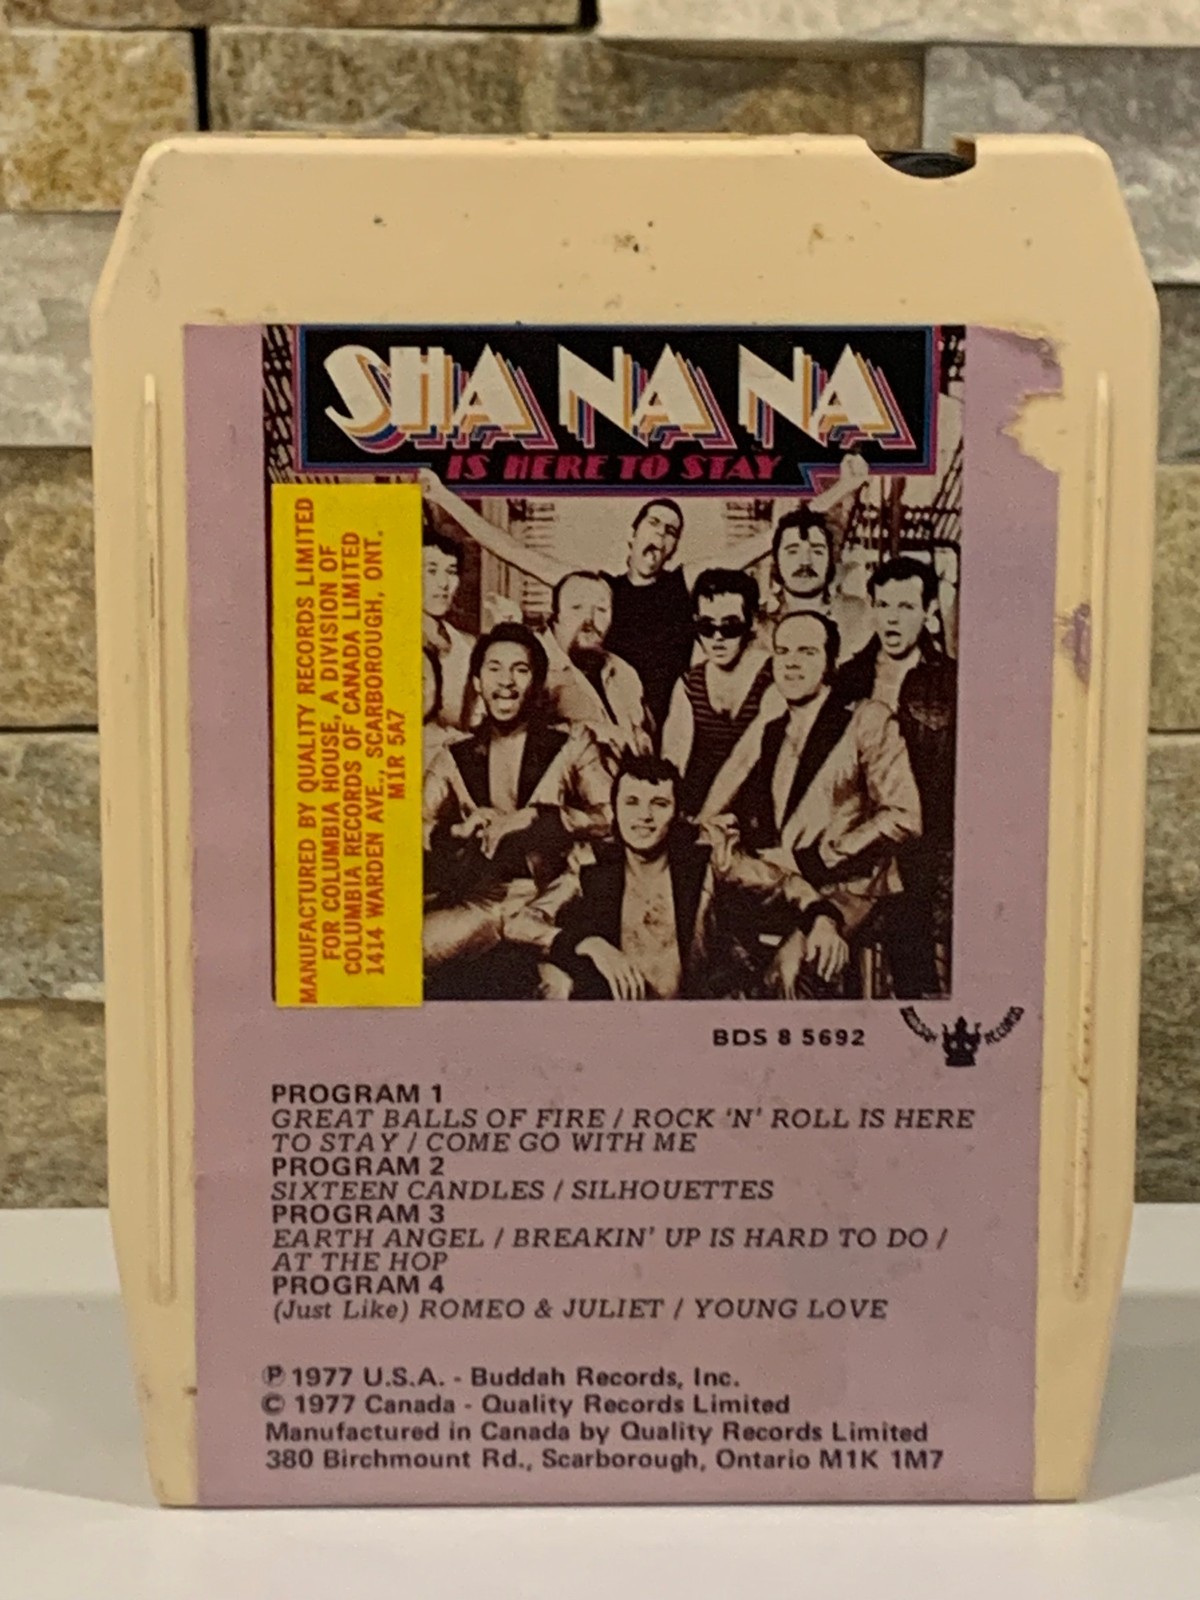 SHA NA NA
IS HERE TO STAY
MANUFACTURED BY QUALITY RECORDS LIMITED
FOR COLUMBIA HOUSE, A DIVISION OF
COLUMBIA RECORDS OF CANADA LIMITED
1414 WARDEN AVE., SCARBOROUGH, ONT.
M1R 5A7
BDS 8 5692
BUDDAH RECORDS
PROGRAM 1
GREAT BALLS OF FIRE / ROCK 'N' ROLL IS HERE
TO STAY / COME GO WITH ME
PROGRAM 2
SIXTEEN CANDLES / SILHOUETTES
PROGRAM 3
EARTH ANGEL / BREAKIN' UP IS HARD TO DO /
AT THE HOP
PROGRAM 4
(Just Like) ROMEO & JULIET / YOUNG LOVE
℗ 1977 U.S.A. - Buddah Records, Inc.
© 1977 Canada - Quality Records Limited
Manufactured in Canada by Quality Records Limited
380 Birchmount Rd., Scarborough, Ontario M1K 1M7